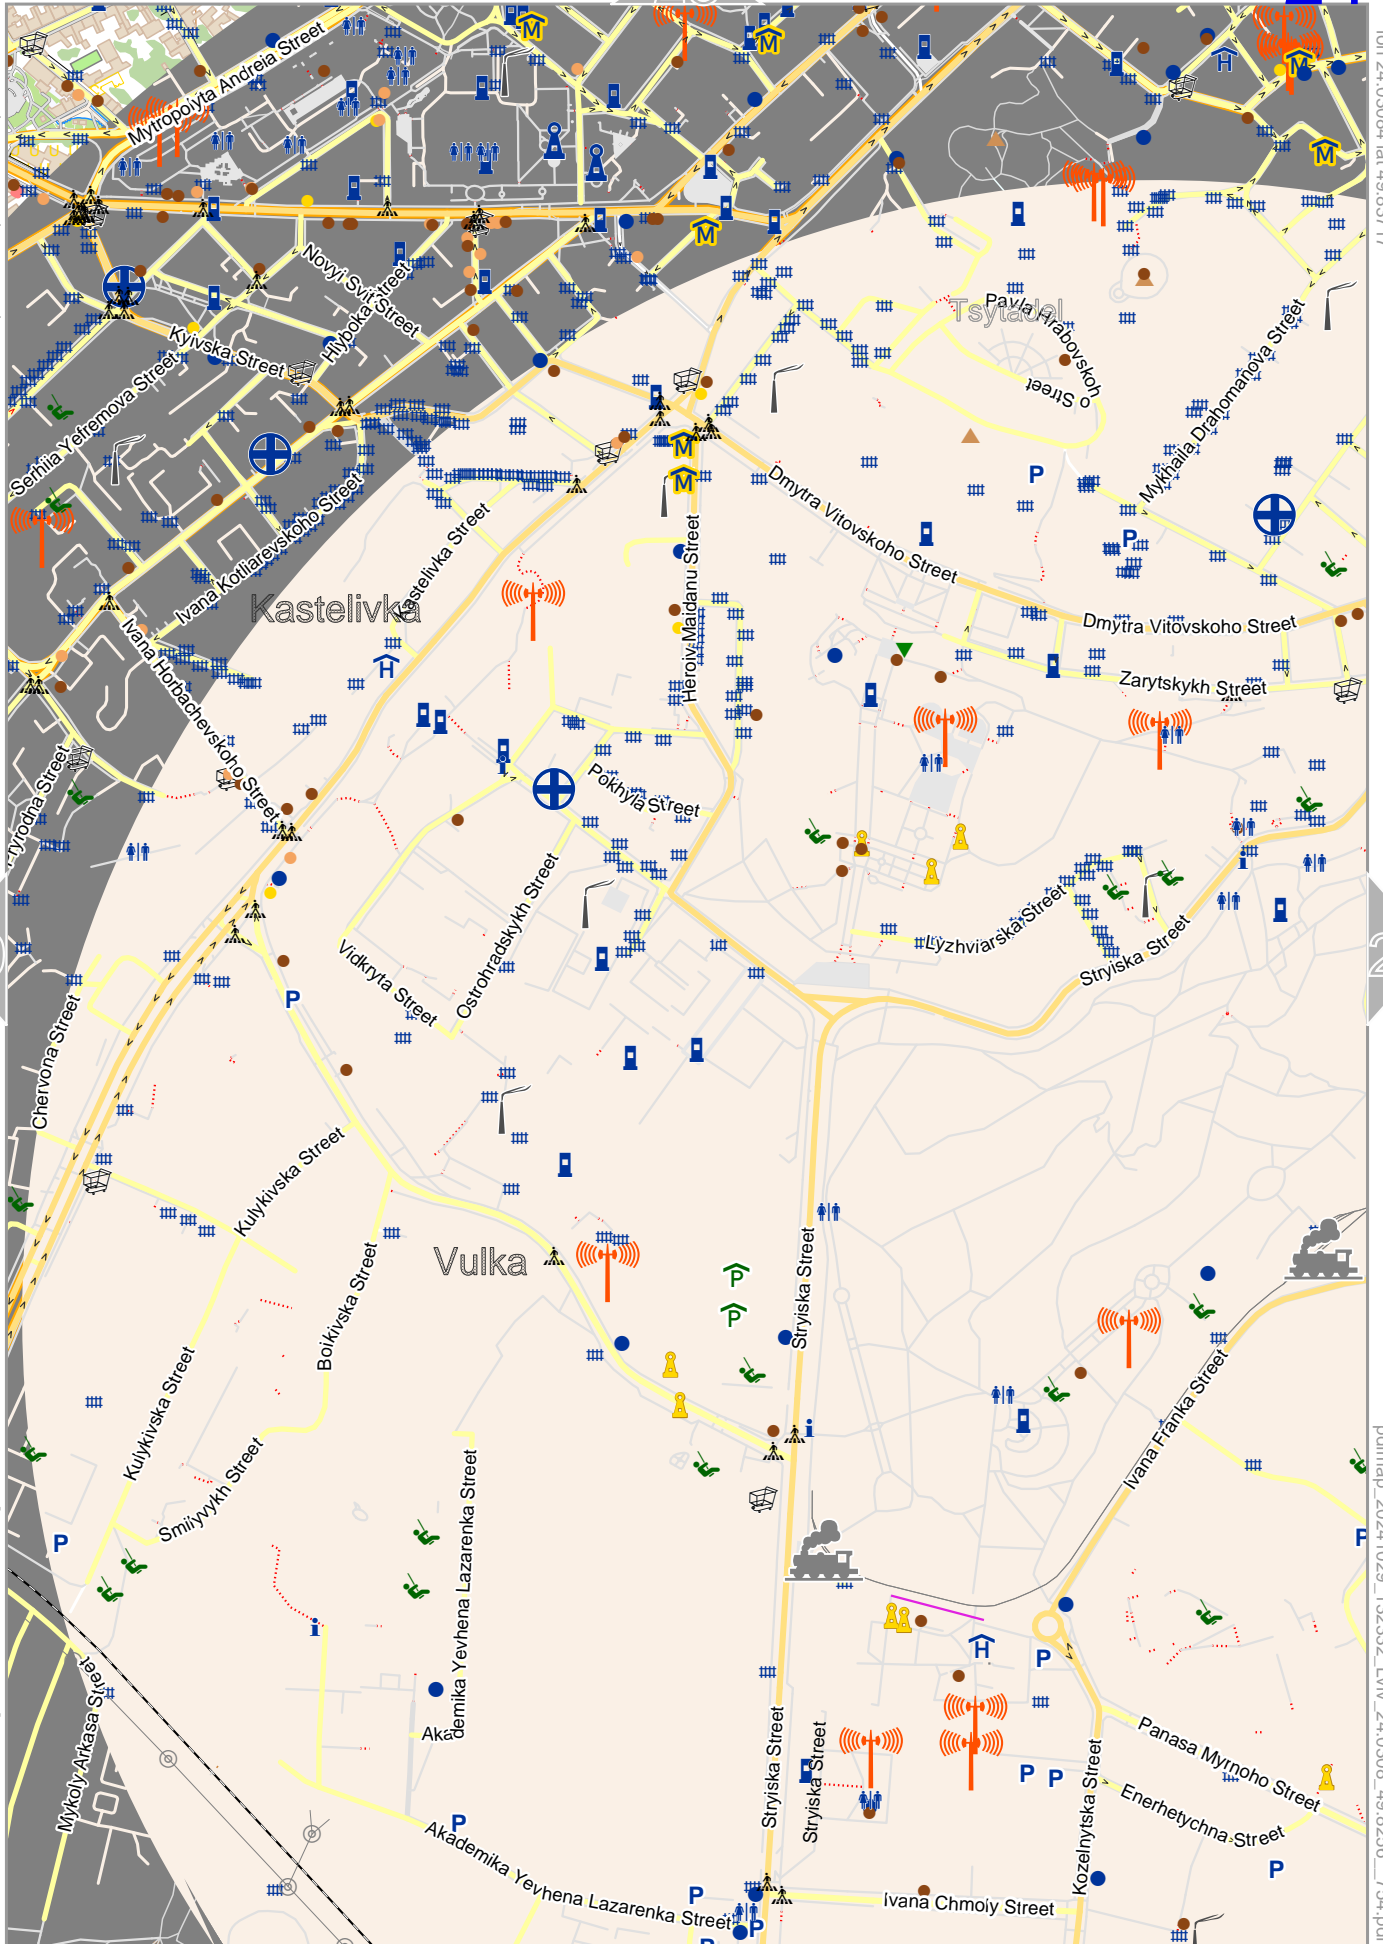 Mytropolyta Andreia Street
Novyi Svit Street
Hlyboka Street
Kyivska Street
Serhiia Yefremova Street
Tsytadel
Pavla Hrabovskoho Street
Mykhaila Drahomanova Street
Ivana Kotliarevskoho Street
Kastelivka Street
Kastelivka
Dmytra Vitovskoho Street
Heroiv Maidanu Street
Dmytra Vitovskoho Street
Zarytskykh Street
Ivana Horbachevskoho Street
Pokhyla Street
Ostrohradskykh Street
Vidkryta Street
Lyzhviarska Street
Stryiska Street
Chervona Street
Kulykivska Street
Boikivska Street
Vulka
Stryiska Street
Kulykivska Street
Smilyvykh Street
Ivana Franka Street
Akademika Yevhena Lazarenka Street
Mykoly Arkasa Street
Stryiska Street
Stryiska Street
Kozelnytska Street
Panasa Myrnoho Street
Enerhetychna Street
Akademika Yevhena Lazarenka Street
Ivana Chmoly Street